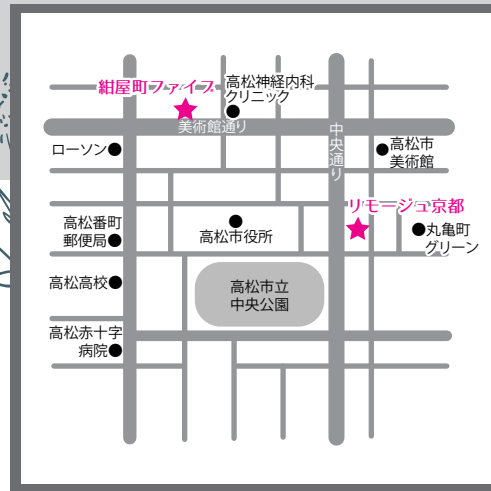 紺屋町ファイブ
高松神経内科
クリニック
美術館通り
中央通り
ローソン
高松市
美術館
リモージュ京都
高松番町
郵便局
高松市役所
丸亀町
グリーン
高松高校
高松市立
中央公園
高松赤十字
病院